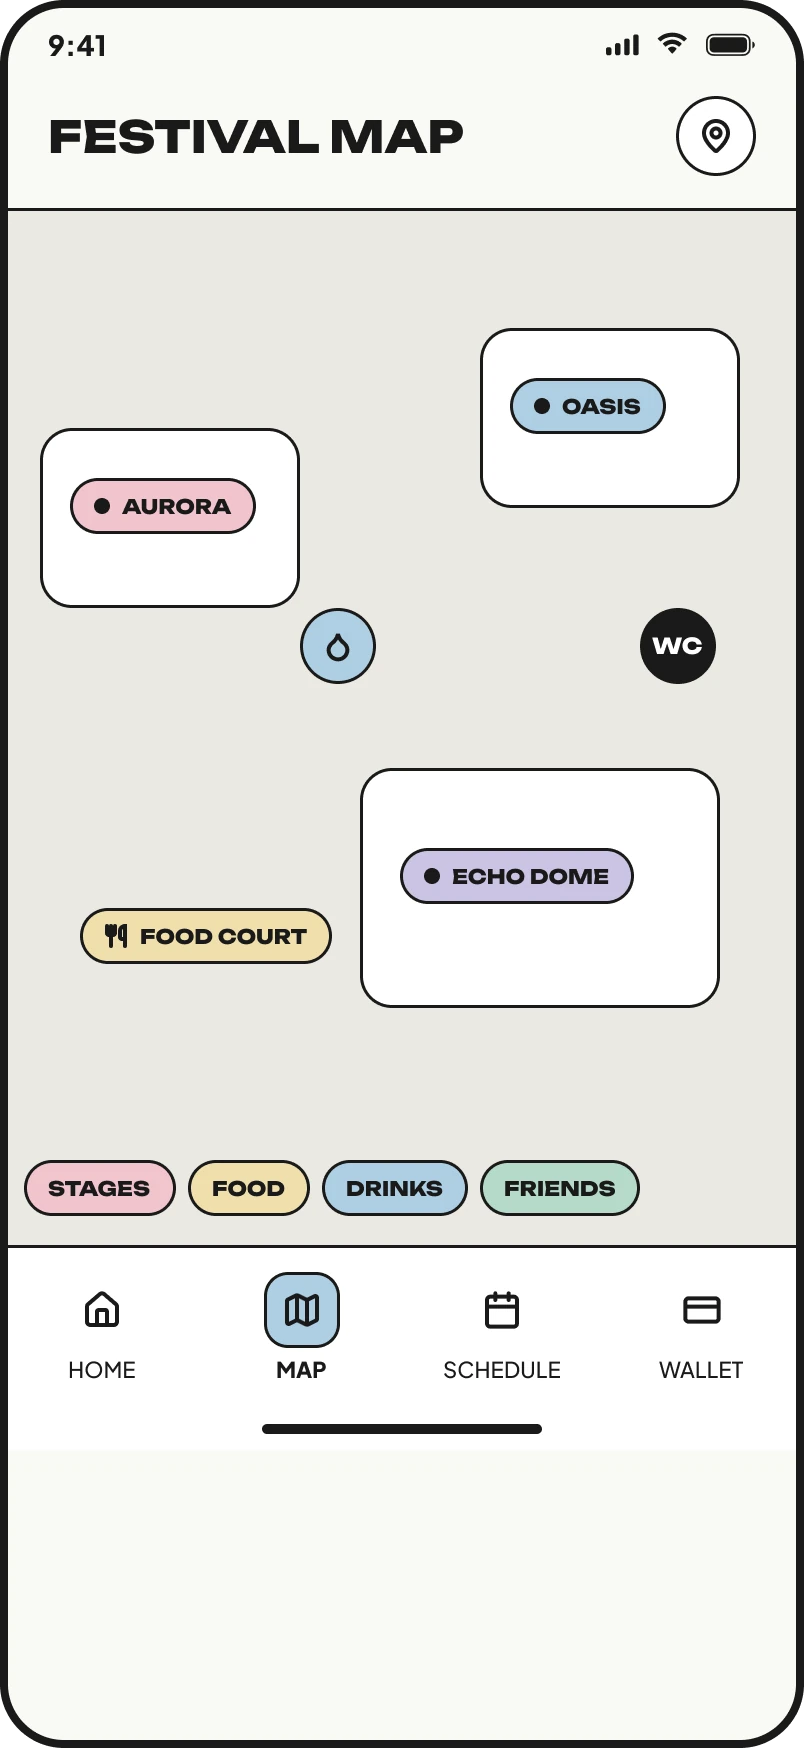 9:41
FESTIVAL MAP
OASIS
AURORA
WC
ECHO DOME
FOOD COURT
STAGES FOOD DRINKS FRIENDS
HOME MAP SCHEDULE WALLET